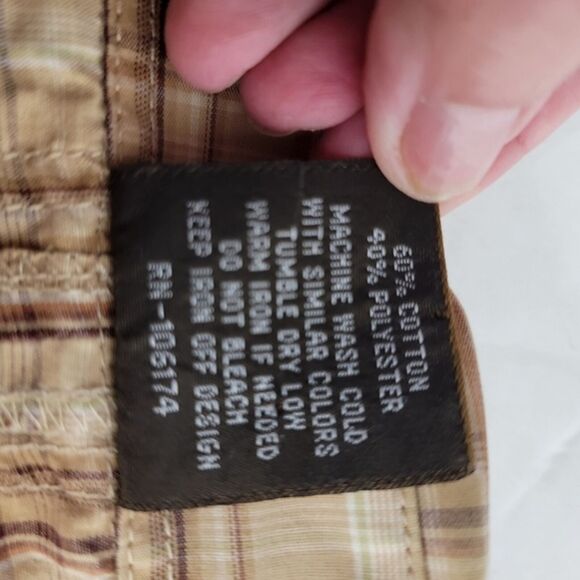 60% COTTON
40% POLYESTER
MACHINE WASH COLD
WITH SIMILAR COLORS
TUMBLE DRY LOW
WARM IRON IF NEEDED
DO NOT BLEACH
KEEP IRON OFF DESIGN
RN-106174